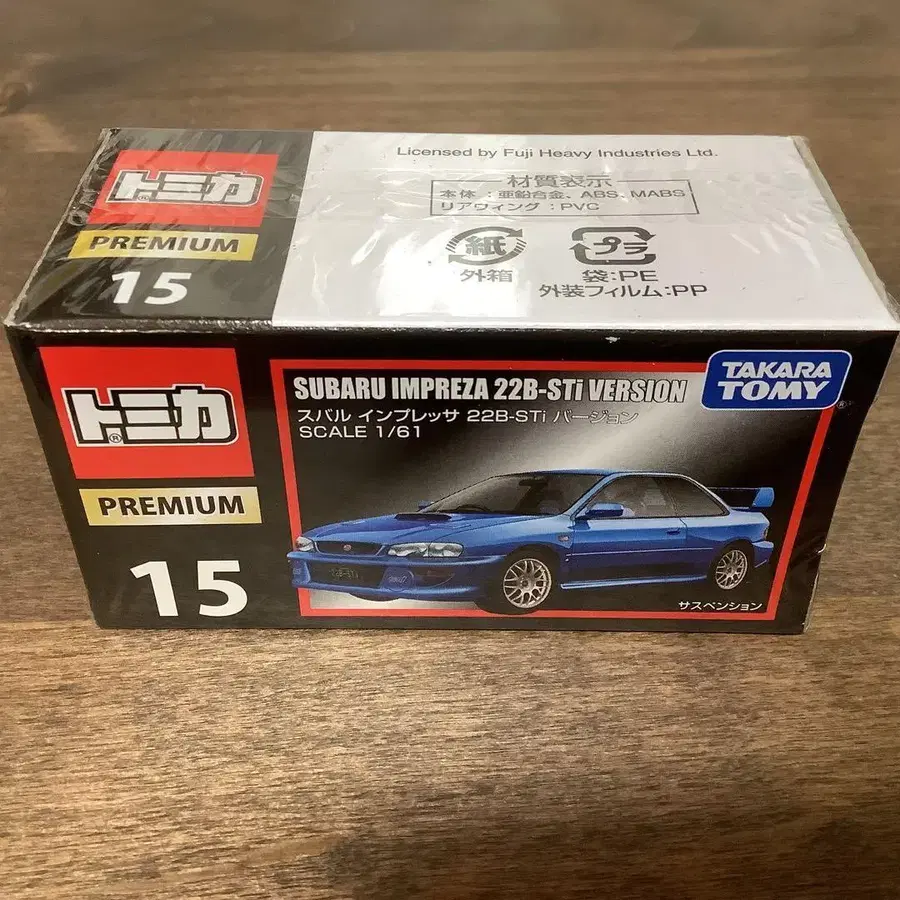 トミカ®
PREMIUM
15
Licensed by Fuji Heavy Industries Ltd.
材質表示
本体：亜鉛合金、ABS、MABS
リアウィング：PVC
紙
外箱
プラ
袋:PE
外装フィルム:PP
トミカ®
PREMIUM
15
SUBARU IMPREZA 22B-STi VERSION
スバル インプレッサ 22B-STi バージョン
SCALE 1/61
TAKARA
TOMY®
22B-STi
サスペンション